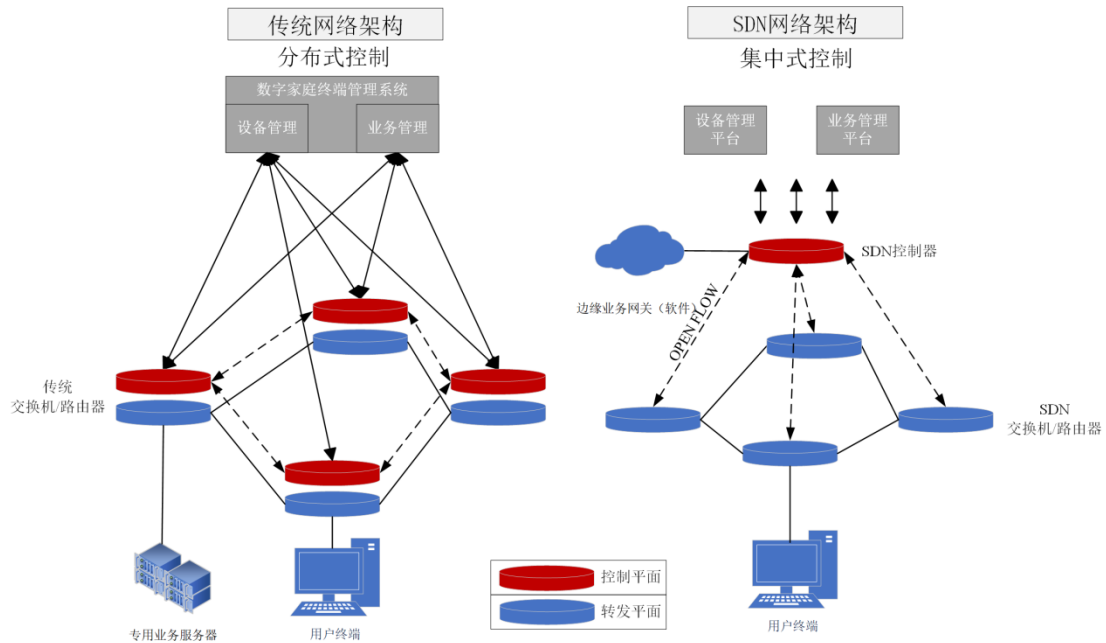 传统网络架构
分布式控制
数字家庭终端管理系统
设备管理
业务管理
传统
交换机/路由器
专用业务服务器
用户终端
控制平面
转发平面
SDN网络架构
集中式控制
设备管理
平台
业务管理
平台
SDN控制器
边缘业务网关（软件）
OPEN FLOW
SDN
交换机/路由器
用户终端